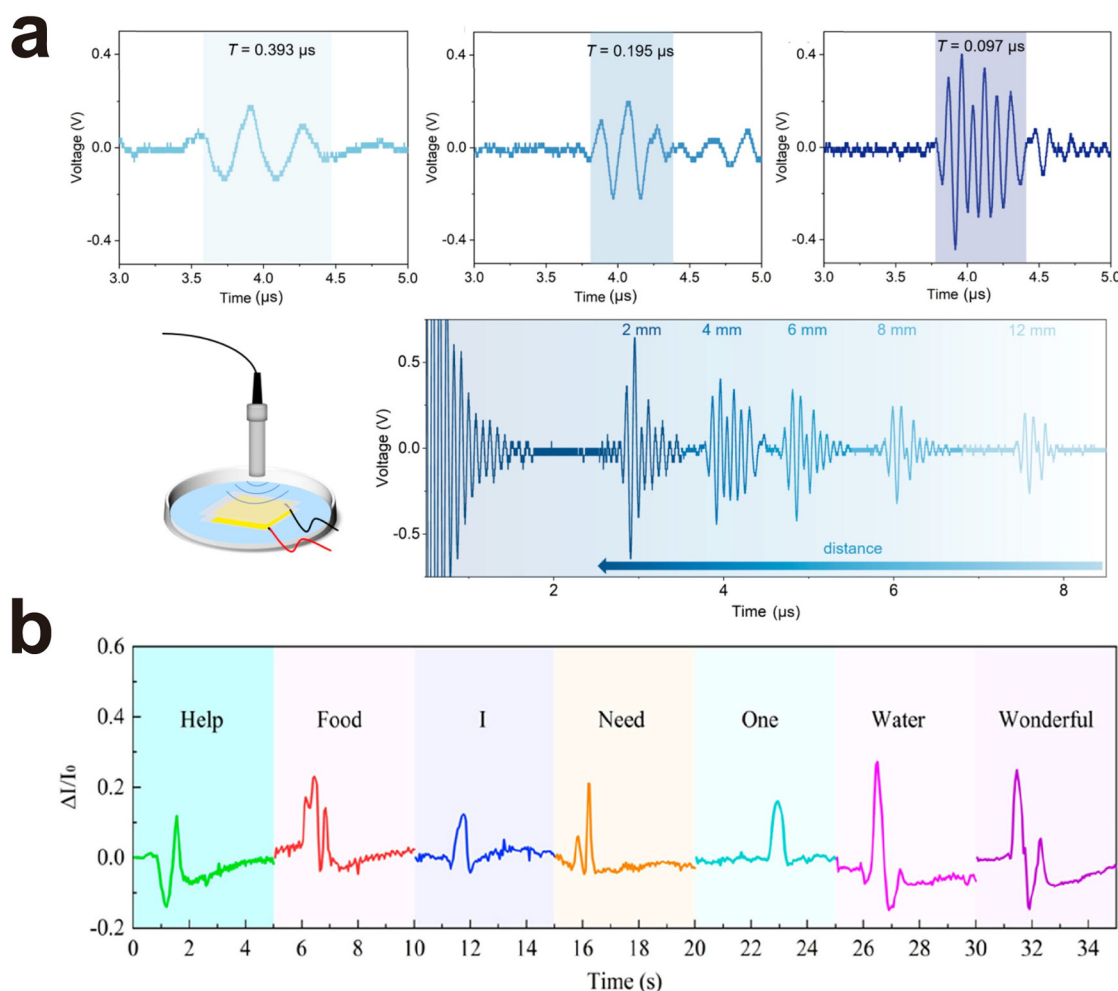 a
T = 0.393 µs
T = 0.195 µs
T = 0.097 µs
0.4
0.0
-0.4
Voltage (V)
3.0 3.5 4.0 4.5 5.0
Time (µs)
0.4
0.0
-0.4
Voltage (V)
3.0 3.5 4.0 4.5 5.0
Time (µs)
0.4
0.0
-0.4
Voltage (V)
3.0 3.5 4.0 4.5 5.0
Time (µs)
2 mm 4 mm 6 mm 8 mm 12 mm
0.5
0.0
-0.5
Voltage (V)
distance
2 4 6 8
Time (µs)
b
0.6
0.4
0.2
0.0
-0.2
ΔI/I₀
Help Food I Need One Water Wonderful
0 2 4 6 8 10 12 14 16 18 20 22 24 26 28 30 32 34
Time (s)